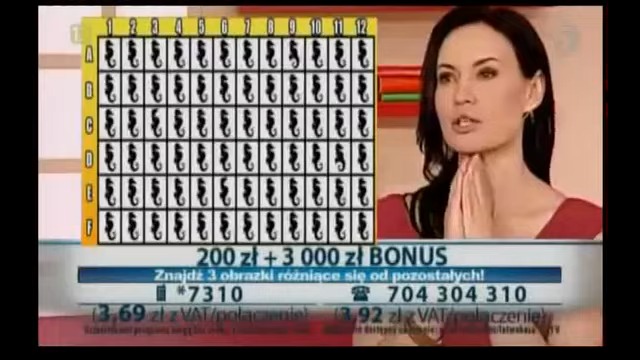 1 2 3 4 5 6 7 8 9 10 11 12
A
B
C
D
E
F
200 zł + 3 000 zł BONUS
Znajdź 3 obrazki różniące się od pozostałych!
*7310 704 304 310
(3,69 zł z VAT/połączenie) (3,92 zł z VAT/połączenie)